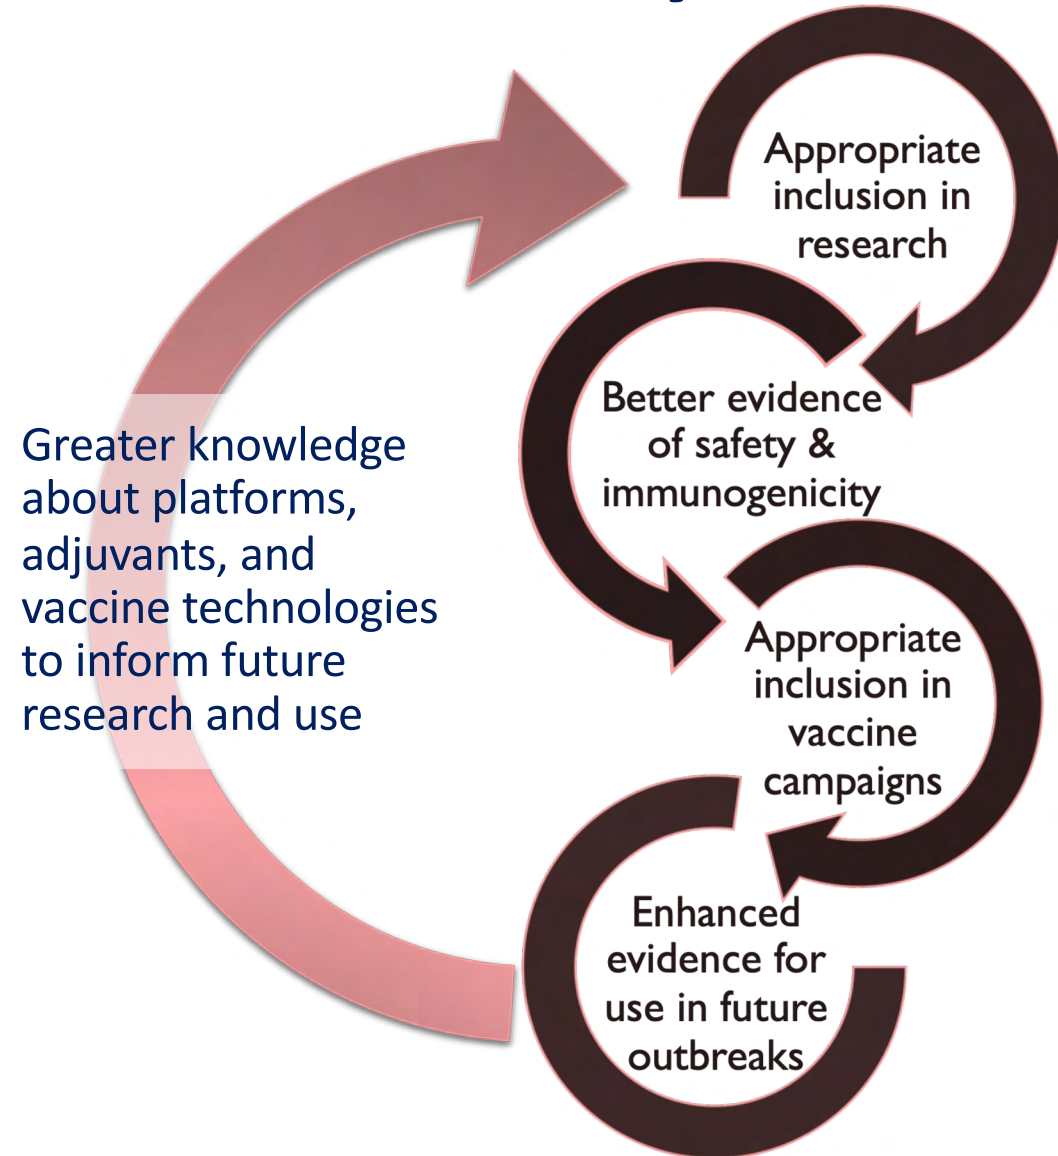 Appropriate
inclusion in
research
Better evidence
of safety &
immunogenicity
Appropriate
inclusion in
vaccine
campaigns
Enhanced
evidence for
use in future
outbreaks
Greater knowledge
about platforms,
adjuvants, and
vaccine technologies
to inform future
research and use